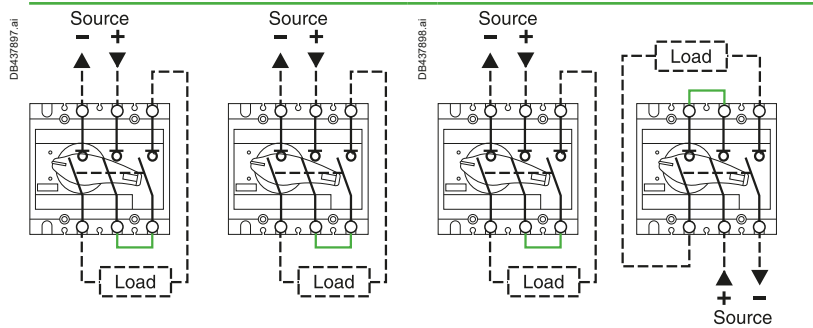 DB437897.ai
Source
– +
Load
Source
– +
Load
DB437898.ai
Source
– +
Load
Load
+ –
Source